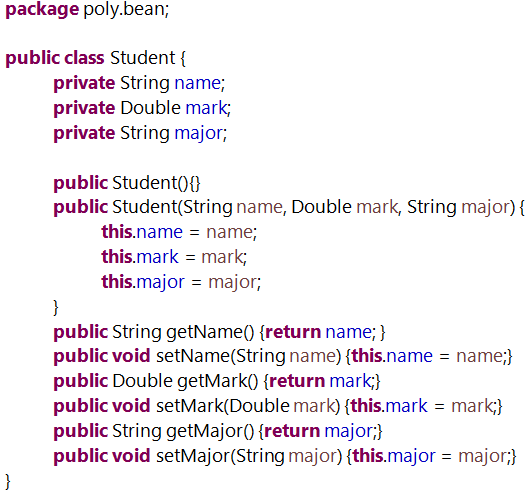 package poly.bean;
public class Student {
private String name;
private Double mark;
private String major;
public Student(){}
public Student(String name, Double mark, String major) {
this.name = name;
this.mark = mark;
this.major = major;
}
public String getName() {return name; }
public void setName(String name) {this.name = name;}
public Double getMark() {return mark;}
public void setMark(Double mark) {this.mark = mark;}
public String getMajor() {return major;}
public void setMajor(String major) {this.major = major;}
}